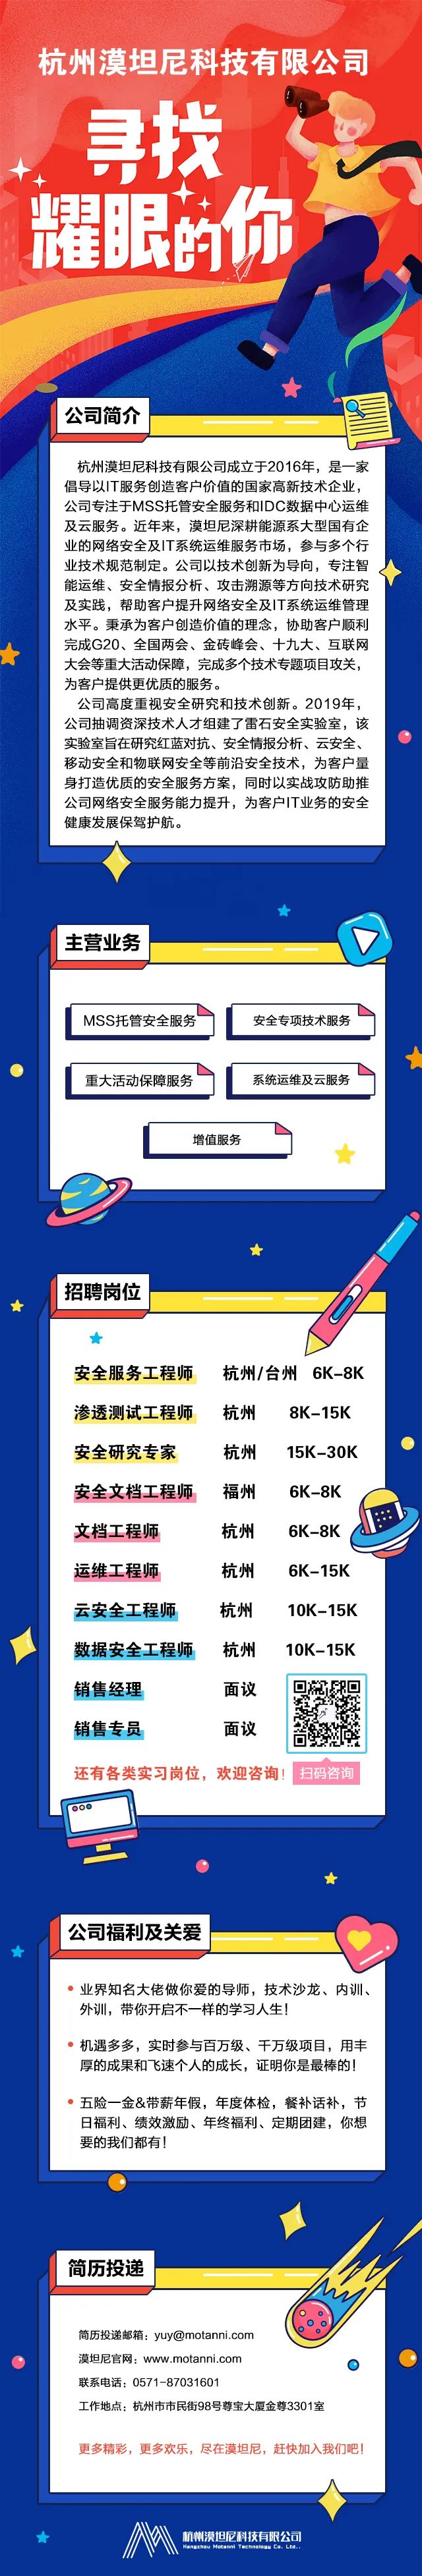 杭州漠坦尼科技有限公司
寻找
耀眼的你
公司简介
杭州漠坦尼科技有限公司成立于2016年，是一家
倡导以IT服务创造客户价值的国家高新技术企业，
公司专注于MSS托管安全服务和IDC数据中心运维
及云服务。近年来，漠坦尼深耕能源系大型国有企
业的网络安全及IT系统运维服务市场，参与多个行
业技术规范制定。公司以技术创新为导向，专注智
能运维、安全情报分析、攻击溯源等方向技术研究
及实践，帮助客户提升网络安全及IT系统运维管理
水平。秉承为客户创造价值的理念，协助客户顺利
完成G20、全国两会、金砖峰会、十九大、互联网
大会等重大活动保障，完成多个技术专题项目攻关，
为客户提供更优质的服务。
公司高度重视安全研究和技术创新。2019年，
公司抽调资深技术人才组建了雷石安全实验室，该
实验室旨在研究红蓝对抗、安全情报分析、云安全、
移动安全和物联网安全等前沿安全技术，为客户量
身打造优质的安全服务方案，同时以实战攻防助推
公司网络安全服务能力提升，为客户IT业务的安全
健康发展保驾护航。
主营业务
MSS托管安全服务 安全专项技术服务
重大活动保障服务 系统运维及云服务
增值服务
招聘岗位
安全服务工程师 杭州/台州 6K-8K
渗透测试工程师 杭州 8K-15K
安全研究专家 杭州 15K-30K
安全文档工程师 福州 6K-8K
文档工程师 杭州 6K-8K
运维工程师 杭州 6K-15K
云安全工程师 杭州 10K-15K
数据安全工程师 杭州 10K-15K
销售经理 面议
销售专员 面议
还有各类实习岗位，欢迎咨询！ 扫码咨询
公司福利及关爱
业界知名大佬做你爱的导师，技术沙龙、内训、
外训，带你开启不一样的学习人生！
机遇多多，实时参与百万级、千万级项目，用丰
厚的成果和飞速个人的成长，证明你是最棒的！
五险一金&带薪年假，年度体检，餐补话补，节
日福利、绩效激励、年终福利、定期团建，你想
要的我们都有！
简历投递
简历投递邮箱：yuy@motanni.com
漠坦尼官网：www.motanni.com
联系电话：0571-87031601
工作地点：杭州市市民街98号尊宝大厦金尊3301室
更多精彩，更多欢乐，尽在漠坦尼，赶快加入我们吧！
杭州漠坦尼科技有限公司
Hangzhou Motanni Technology Co. Ltd..